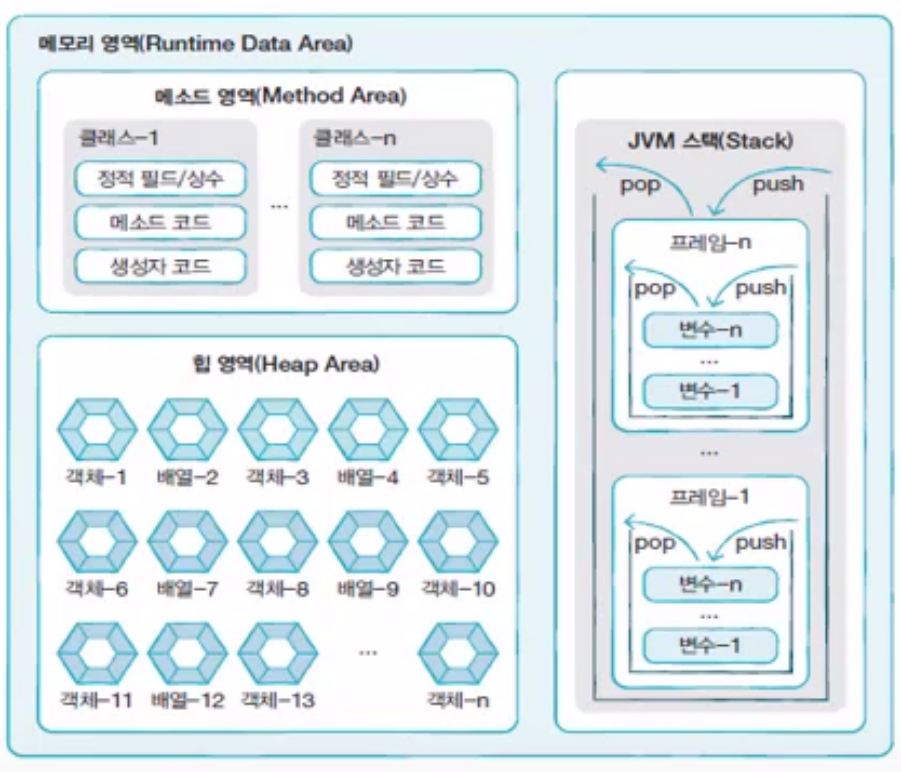 메모리 영역(Runtime Data Area)
메소드 영역(Method Area)
클래스-1
정적 필드/상수
메소드 코드
생성자 코드
...
클래스-n
정적 필드/상수
메소드 코드
생성자 코드
힙 영역(Heap Area)
객체-1 배열-2 객체-3 배열-4 객체-5
객체-6 배열-7 객체-8 배열-9 객체-10
객체-11 배열-12 객체-13 ... 객체-n
JVM 스택(Stack)
pop push
프레임-n
pop push
변수-n
...
변수-1
...
프레임-1
pop push
변수-n
...
변수-1